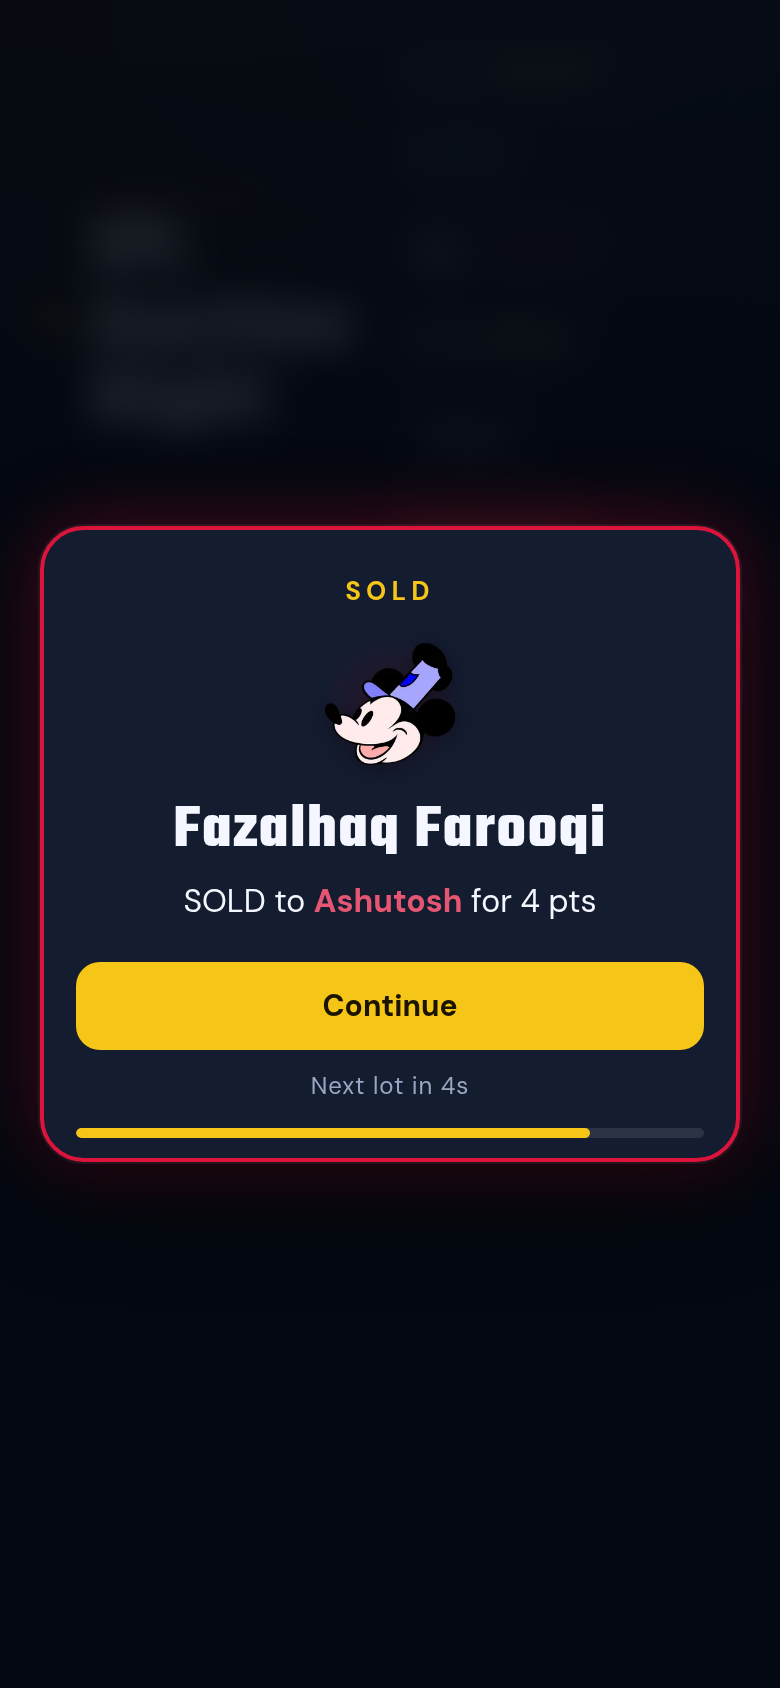 SOLD
Fazalhaq Farooqi
SOLD to Ashutosh for 4 pts
Continue
Next lot in 4s